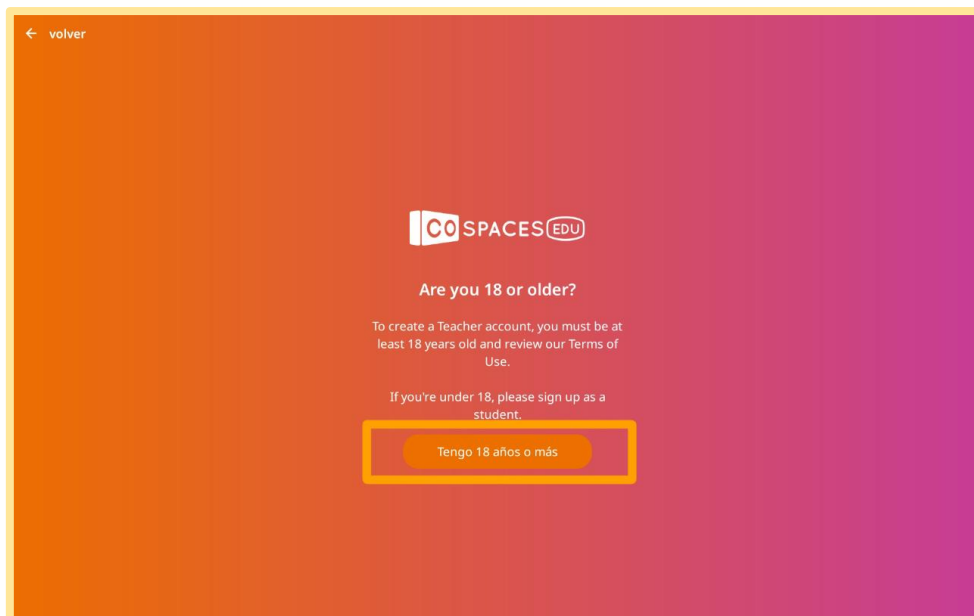 ← volver
CO SPACES EDU
Are you 18 or older?
To create a Teacher account, you must be at
least 18 years old and review our Terms of
Use.
If you're under 18, please sign up as a
student.
Tengo 18 años o más